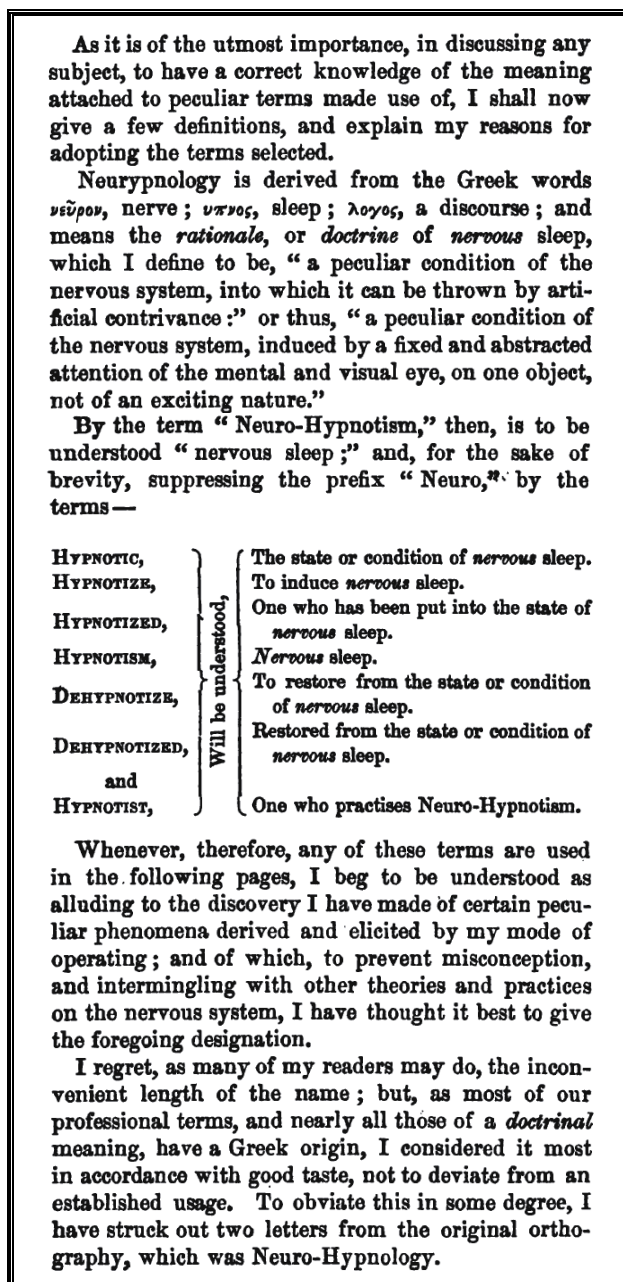 As it is of the utmost importance, in discussing any
subject, to have a correct knowledge of the meaning
attached to peculiar terms made use of, I shall now
give a few definitions, and explain my reasons for
adopting the terms selected.
Neurypnology is derived from the Greek words
νεῦρον, nerve; υπνος, sleep; λογος, a discourse; and
means the rationale, or doctrine of nervous sleep,
which I define to be, “a peculiar condition of the
nervous system, into which it can be thrown by arti-
ficial contrivance:” or thus, “a peculiar condition of
the nervous system, induced by a fixed and abstracted
attention of the mental and visual eye, on one object,
not of an exciting nature.”
By the term “Neuro-Hypnotism,” then, is to be
understood “nervous sleep;” and, for the sake of
brevity, suppressing the prefix “Neuro,” by the
terms—
HYPNOTIC, The state or condition of nervous sleep.
HYPNOTIZE, To induce nervous sleep.
HYPNOTIZED, One who has been put into the state of
nervous sleep.
HYPNOTISM, Nervous sleep.
Will be understood,
DEHYPNOTIZE, To restore from the state or condition
of nervous sleep.
DEHYPNOTIZED, Restored from the state or condition of
nervous sleep.
and
HYPNOTIST, One who practises Neuro-Hypnotism.
Whenever, therefore, any of these terms are used
in the following pages, I beg to be understood as
alluding to the discovery I have made of certain pecu-
liar phenomena derived and elicited by my mode of
operating; and of which, to prevent misconception,
and intermingling with other theories and practices
on the nervous system, I have thought it best to give
the foregoing designation.
I regret, as many of my readers may do, the incon-
venient length of the name; but, as most of our
professional terms, and nearly all those of a doctrinal
meaning, have a Greek origin, I considered it most
in accordance with good taste, not to deviate from an
established usage. To obviate this in some degree, I
have struck out two letters from the original ortho-
graphy, which was Neuro-Hypnology.